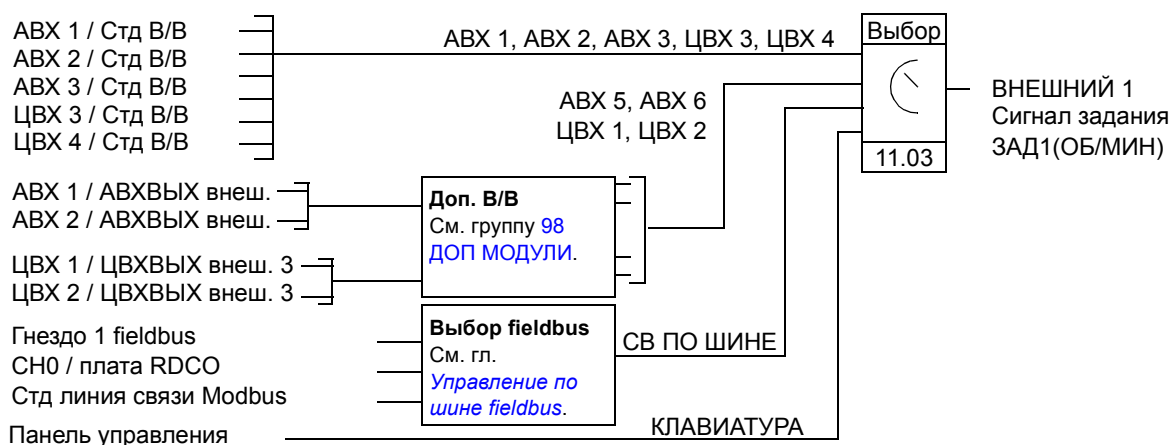 АВХ 1 / Стд В/В
АВХ 2 / Стд В/В
АВХ 3 / Стд В/В
ЦВХ 3 / Стд В/В
ЦВХ 4 / Стд В/В
АВХ 1, АВХ 2, АВХ 3, ЦВХ 3, ЦВХ 4
Выбор
11.03
ВНЕШНИЙ 1
Сигнал задания
ЗАД1(ОБ/МИН)
АВХ 5, АВХ 6
ЦВХ 1, ЦВХ 2
АВХ 1 / АВХВЫХ внеш.
АВХ 2 / АВХВЫХ внеш.
ЦВХ 1 / ЦВХВЫХ внеш. 3
ЦВХ 2 / ЦВХВЫХ внеш. 3
Доп. В/В
См. группу 98
ДОП МОДУЛИ.
Гнездо 1 fieldbus
CH0 / плата RDCO
Стд линия связи Modbus
Выбор fieldbus
См. гл.
Управление по
шине fieldbus.
СВ ПО ШИНЕ
Панель управления
КЛАВИАТУРА